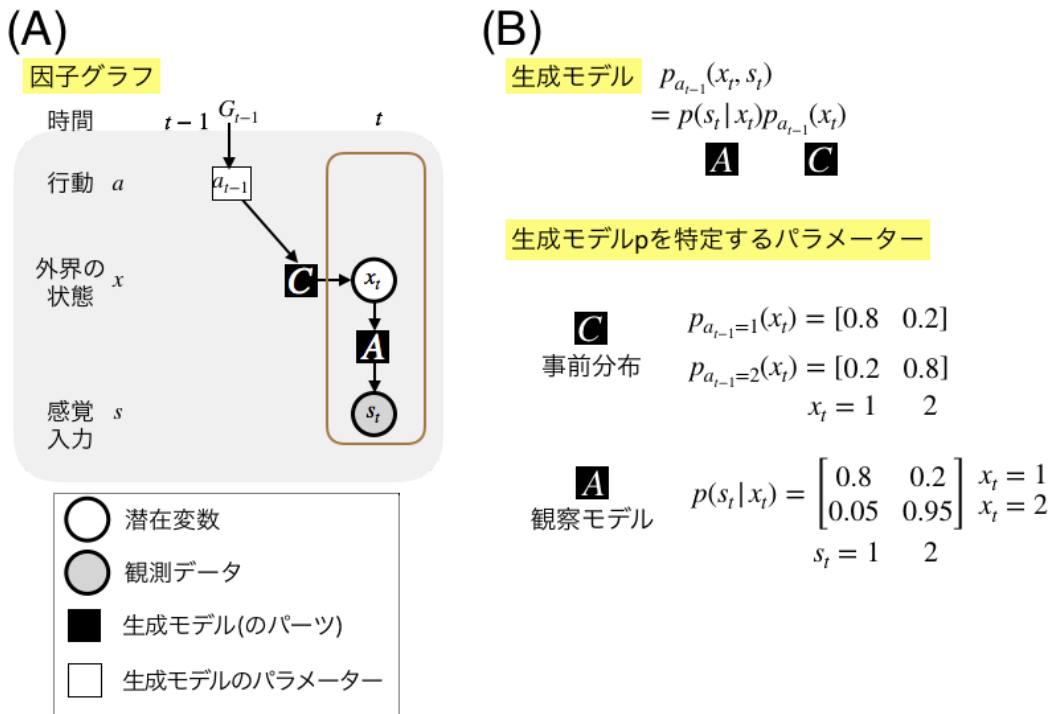 (A)
因子グラフ
時間 t − 1 G_{t−1} t
行動 a a_{t−1}
外界の
状態 x C x_t
A
感覚
入力 s s_t
潜在変数
観測データ
生成モデル(のパーツ)
生成モデルのパラメーター
(B)
生成モデル p_{a_{t−1}}(x_t, s_t)
= p(s_t | x_t)p_{a_{t−1}}(x_t)
A C
生成モデルpを特定するパラメーター
C
事前分布
p_{a_{t−1}=1}(x_t) = [0.8 0.2]
p_{a_{t−1}=2}(x_t) = [0.2 0.8]
x_t = 1 2
A
観察モデル
p(s_t | x_t) = [0.8 0.2 x_t = 1
0.05 0.95] x_t = 2
s_t = 1 2